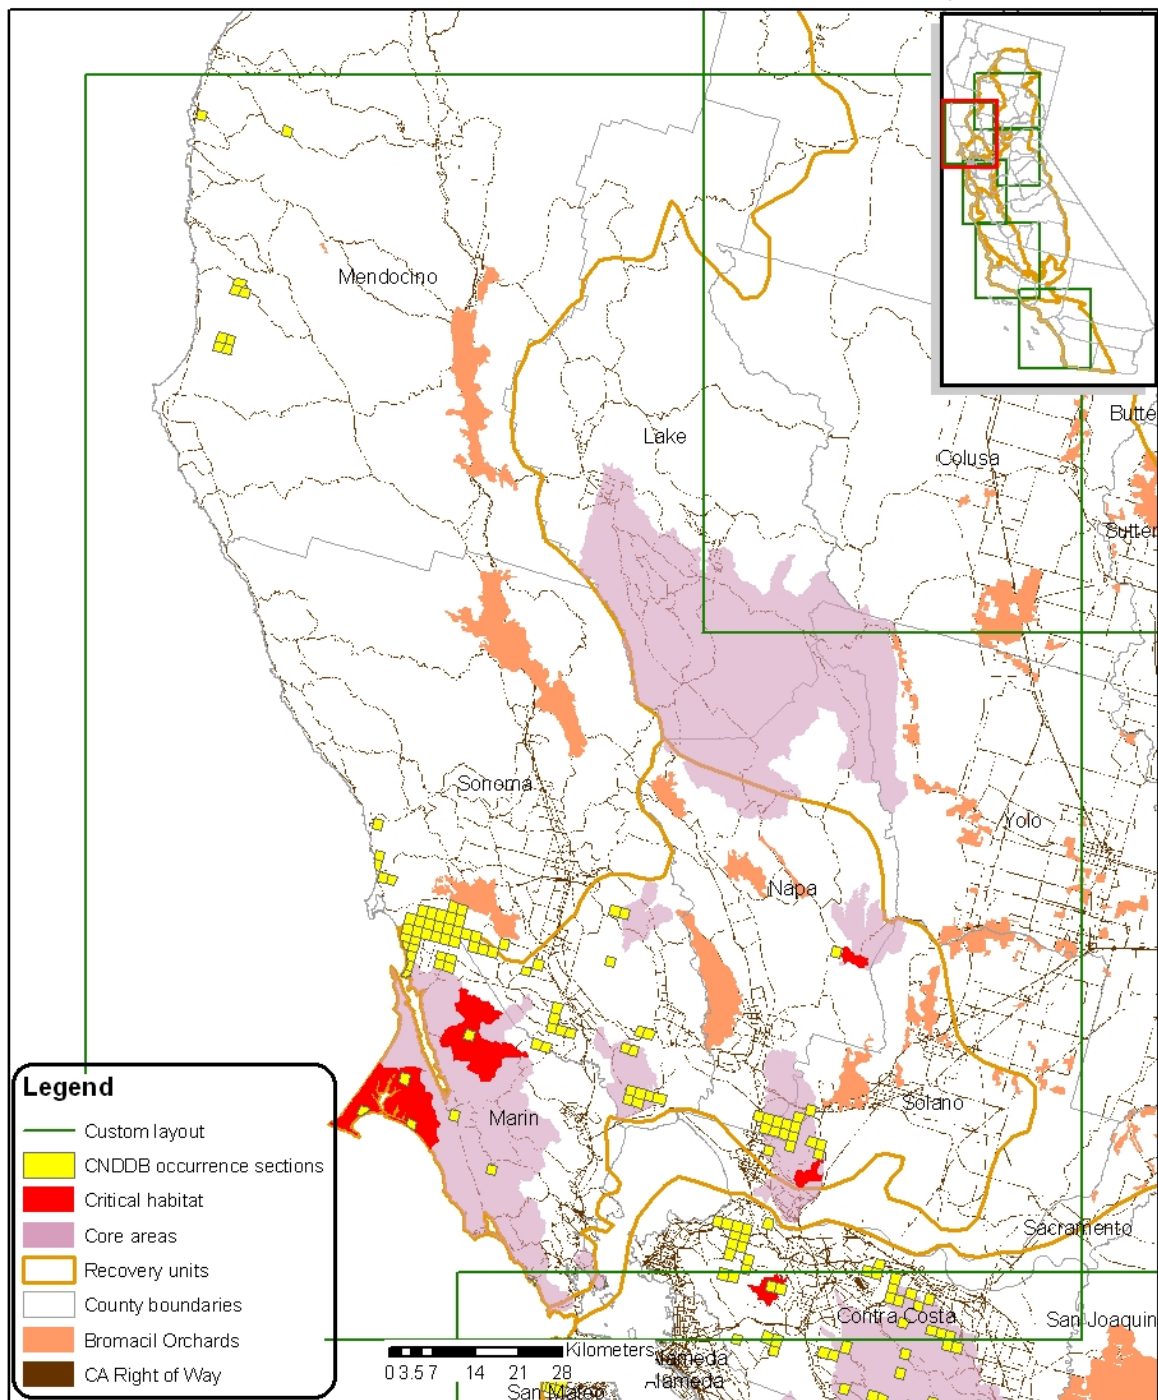 Mendocino
Lake
Butte
Colusa
Sutter
Sonoma
Yolo
Napa
Solano
Marin
Sacramento
Contra Costa
San Joaquin
Alameda
Alameda
San Mateo
Legend
Custom layout
CNDDB occurrence sections
Critical habitat
Core areas
Recovery units
County boundaries
Bromacil Orchards
CA Right of Way
Kilometers
0 3.5 7 14 21 28